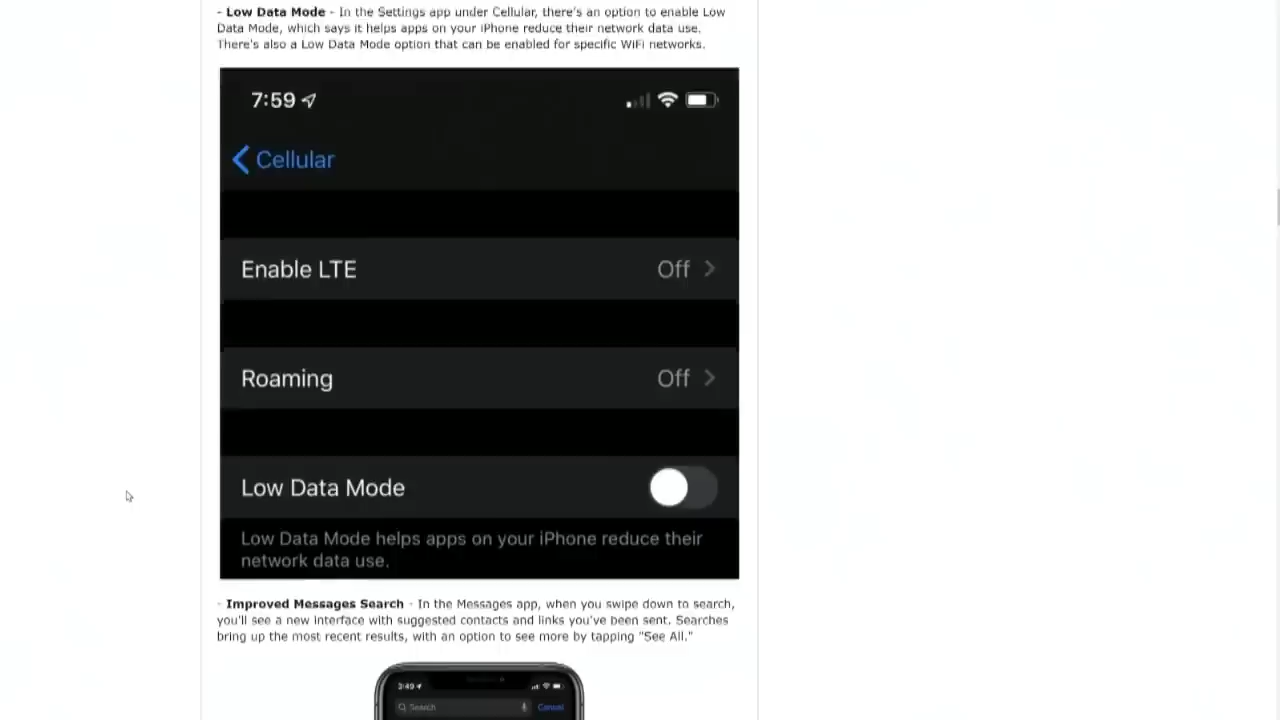 - Low Data Mode - In the Settings app under Cellular, there's an option to enable Low
Data Mode, which says it helps apps on your iPhone reduce their network data use.
There's also a Low Data Mode option that can be enabled for specific WiFi networks.
7:59
Cellular
Enable LTE Off
Roaming Off
Low Data Mode
Low Data Mode helps apps on your iPhone reduce their
network data use.
- Improved Messages Search - In the Messages app, when you swipe down to search,
you'll see a new interface with suggested contacts and links you've been sent. Searches
bring up the most recent results, with an option to see more by tapping "See All."
3:49
Search Cancel